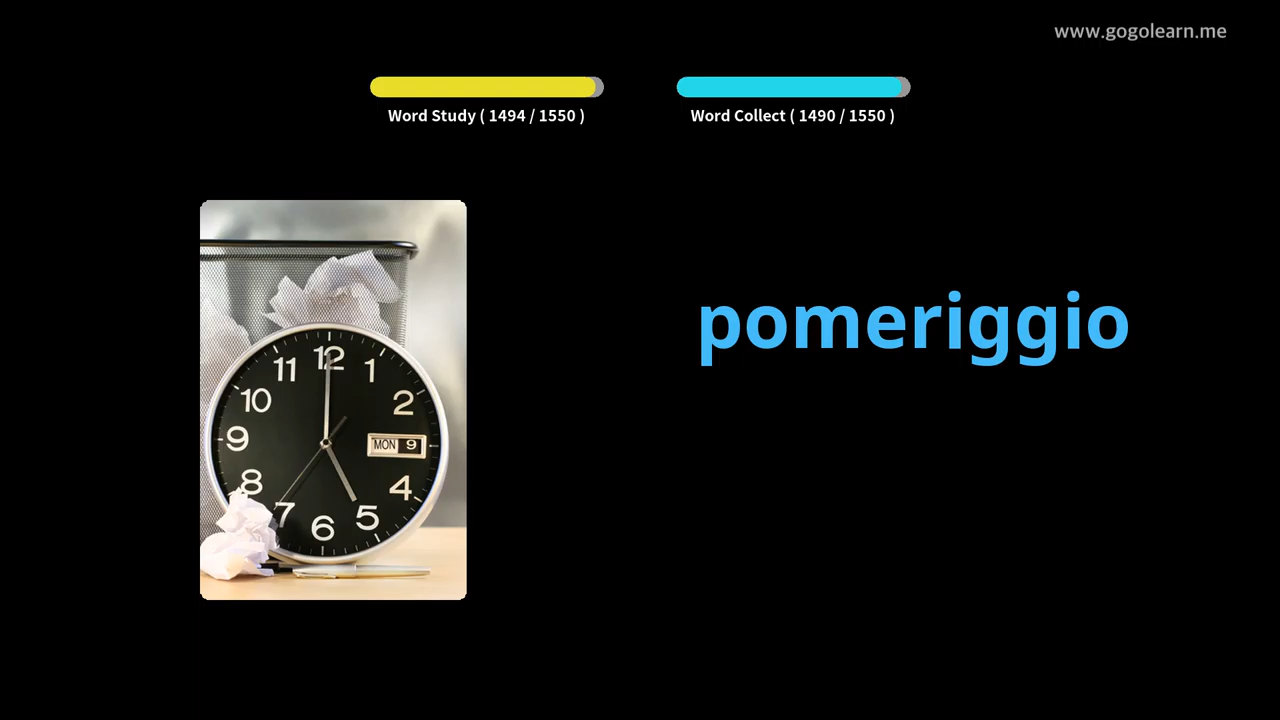 www.gogolearn.me
Word Study ( 1494 / 1550 )
Word Collect ( 1490 / 1550 )
pomeriggio
12
11
1
10
2
9
MON 9
8
4
7
5
6